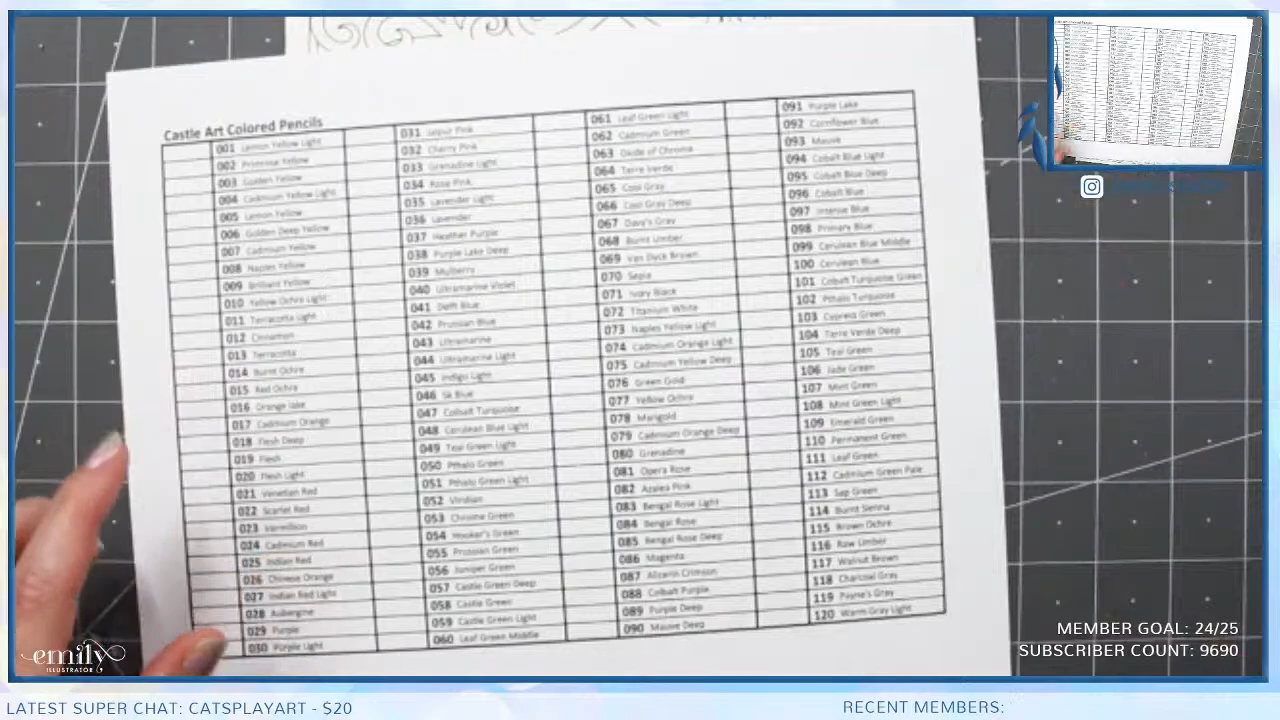 Castle Art Colored Pencils
001 Lemon Yellow Light
002 Primrose Yellow
003 Golden Yellow
004 Cadmium Yellow Light
005 Lemon Yellow
006 Golden Deep Yellow
007 Cadmium Yellow
008 Naples Yellow
009 Brilliant Yellow
010 Yellow Ochre Light
011 Terracotta Light
012 Cinnamon
013 Terracotta
014 Burnt Ochre
015 Red Ochre
016 Orange lake
017 Cadmium Orange
018 Flesh Deep
019 Flesh
020 Flesh Light
021 Venetian Red
022 Scarlet Red
023 Vermillion
024 Cadmium Red
025 Indian Red
026 Chinese Orange
027 Indian Red Light
028 Aubergine
029 Purple
030 Purple Light
031 Jaipur Pink
032 Cherry Pink
033 Grenadine Light
034 Rose Pink
035 Lavender Light
036 Lavender
037 Heather Purple
038 Purple Lake Deep
039 Mulberry
040 Ultramarine Violet
041 Delft Blue
042 Prussian Blue
043 Ultramarine
044 Ultramarine Light
045 Indigo Light
046 Sk Blue
047 Cobalt Turquoise
048 Cerulean Blue Light
049 Teal Green Light
050 Pthalo Green
051 Pthalo Green Light
052 Viridian
053 Chrome Green
054 Hooker's Green
055 Prussian Green
056 Juniper Green
057 Castle Green Deep
058 Castle Green
059 Castle Green Light
060 Leaf Green Middle
061 Leaf Green Light
062 Cadmium Green
063 Oxide of Chroma
064 Terre Verde
065 Cool Gray
066 Cool Gray Deep
067 Davy's Gray
068 Burnt Umber
069 Van Dyck Brown
070 Sepia
071 Ivory Black
072 Titanium White
073 Naples Yellow Light
074 Cadmium Orange Light
075 Cadmium Yellow Deep
076 Green Gold
077 Yellow Ochre
078 Marigold
079 Cadmium Orange Deep
080 Grenadine
081 Opera Rose
082 Azalea Pink
083 Bengal Rose Light
084 Bengal Rose
085 Bengal Rose Deep
086 Magenta
087 Alizarin Crimson
088 Cobalt Purple
089 Purple Deep
090 Mauve Deep
091 Purple Lake
092 Cornflower Blue
093 Mauve
094 Cobalt Blue Light
095 Cobalt Blue Deep
096 Cobalt Blue
097 Intense Blue
098 Primary Blue
099 Cerulean Blue Middle
100 Cerulean Blue
101 Cobalt Turquoise Green
102 Pthalo Turquoise
103 Cypress Green
104 Terre Verte Deep
105 Teal Green
106 Jade Green
107 Mint Green
108 Mint Green Light
109 Emerald Green
110 Permanent Green
111 Leaf Green
112 Cadmium Green Pale
113 Sap Green
114 Burnt Sienna
115 Brown Ochre
116 Raw Umber
117 Walnut Brown
118 Charcoal Gray
119 Payne's Gray
120 Warm Gray Light
emily
ILLUSTRATOR
MEMBER GOAL: 24/25
SUBSCRIBER COUNT: 9690
LATEST SUPER CHAT: CATSPLAYART - $20
RECENT MEMBERS: